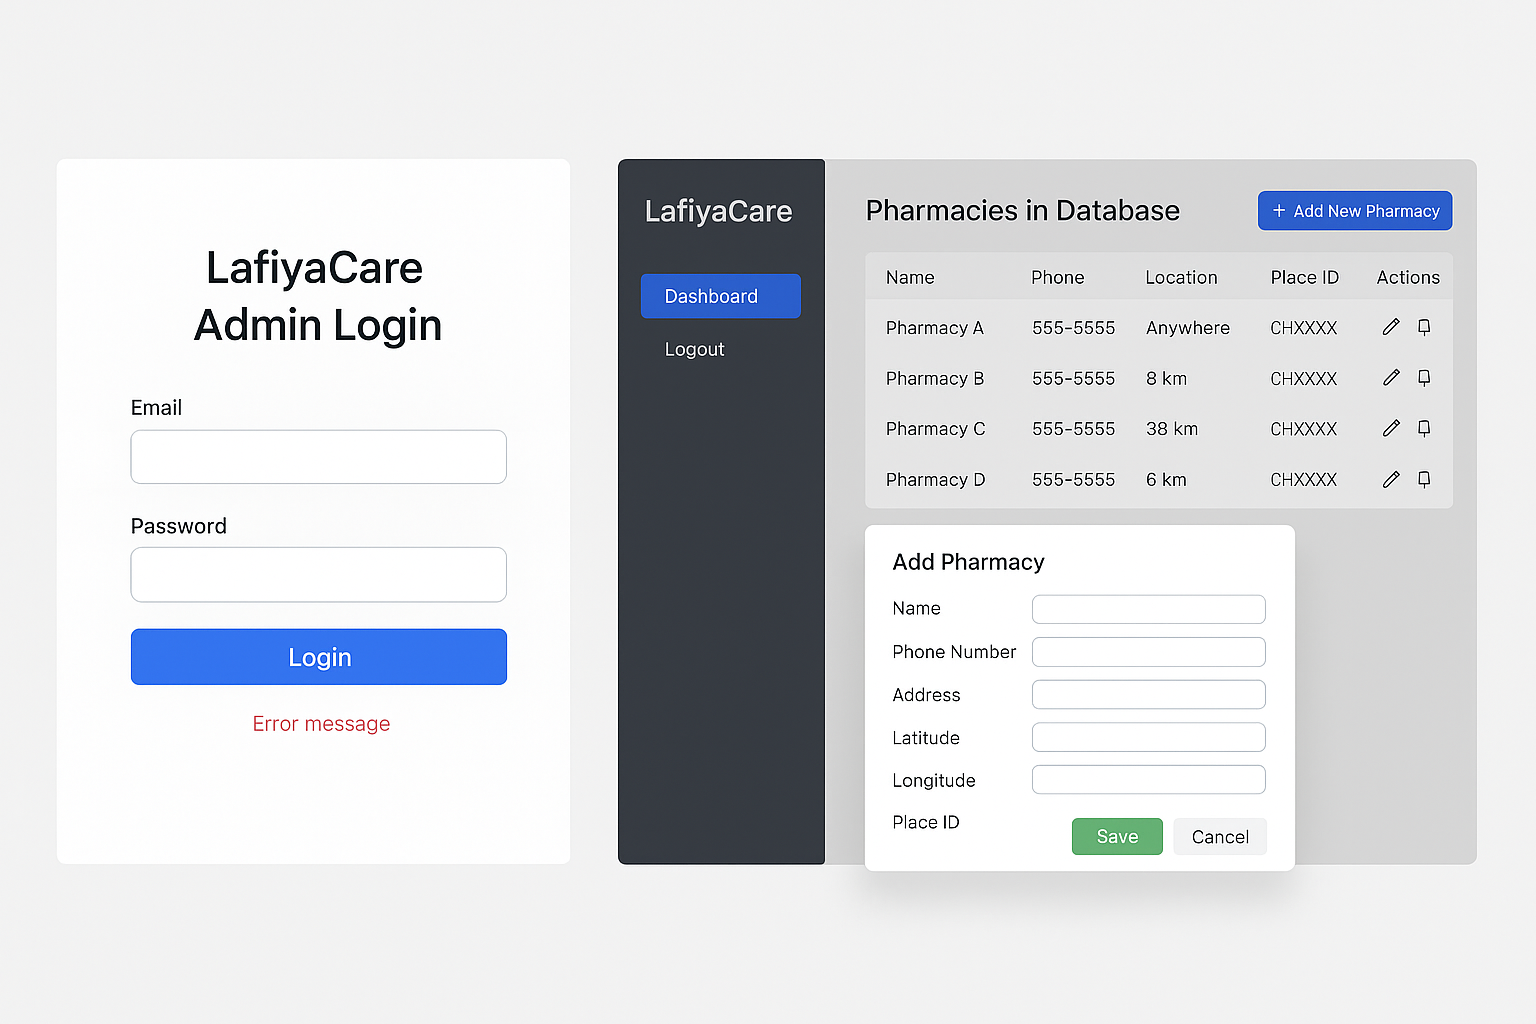 LafiyaCare
Admin Login
Email
Password
Login
Error message
LafiyaCare
Dashboard
Logout
Pharmacies in Database
+ Add New Pharmacy
Name Phone Location Place ID Actions
Pharmacy A 555-5555 Anywhere CHXXXX
Pharmacy B 555-5555 8 km CHXXXX
Pharmacy C 555-5555 38 km CHXXXX
Pharmacy D 555-5555 6 km CHXXXX
Add Pharmacy
Name
Phone Number
Address
Latitude
Longitude
Place ID
Save Cancel